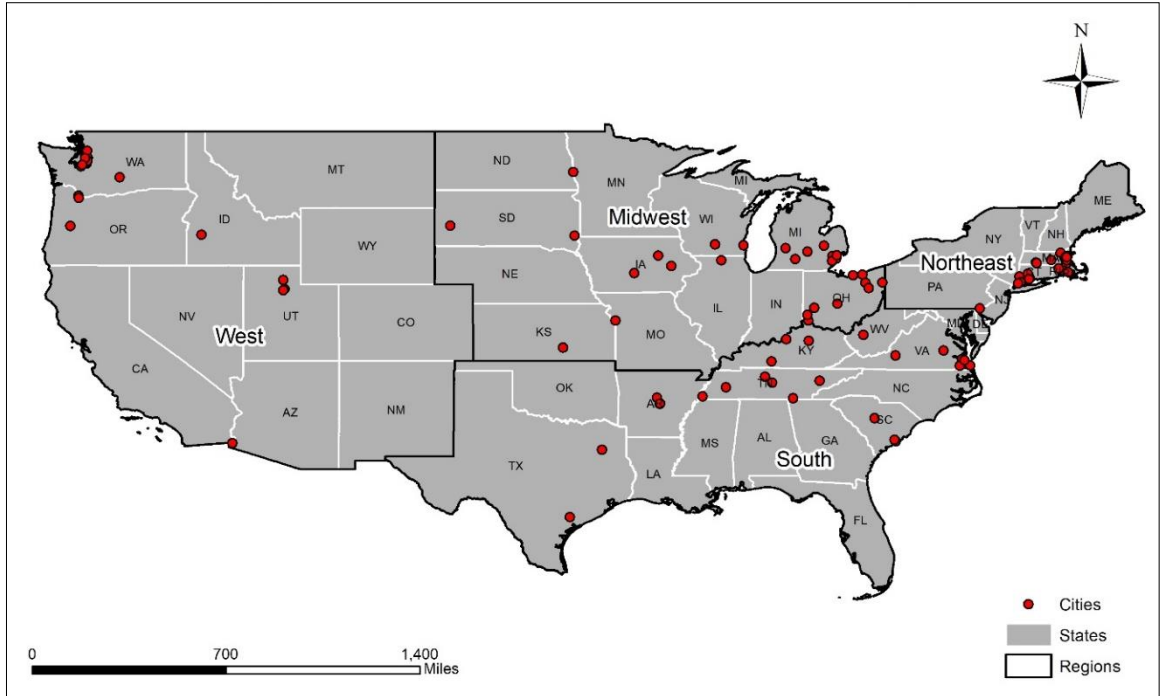 N
WA
MT
ND
MN
MI
ME
VT
NH
OR
ID
SD
WI
MI
NY
Midwest
WY
Northeast
IA
NE
PA
NJ
NV
UT
CO
IL
IN
OH
West
KS
MO
WV
KY
VA
DE
CA
OK
TN
NC
AZ
NM
SC
MS
AL
GA
TX
LA
South
FL
Cities
States
Regions
0
700
1,400
Miles